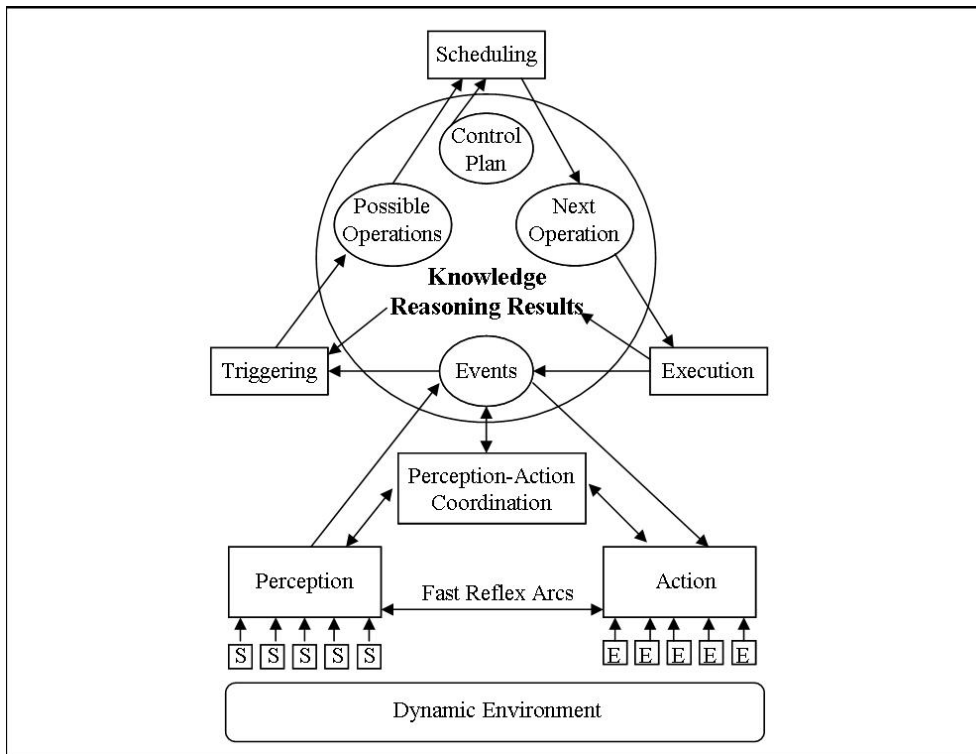 Scheduling
Control
Plan
Possible
Operations
Next
Operation
Knowledge
Reasoning Results
Triggering
Events
Execution
Perception-Action
Coordination
Perception
Fast Reflex Arcs
Action
S S S S S
E E E E E
Dynamic Environment